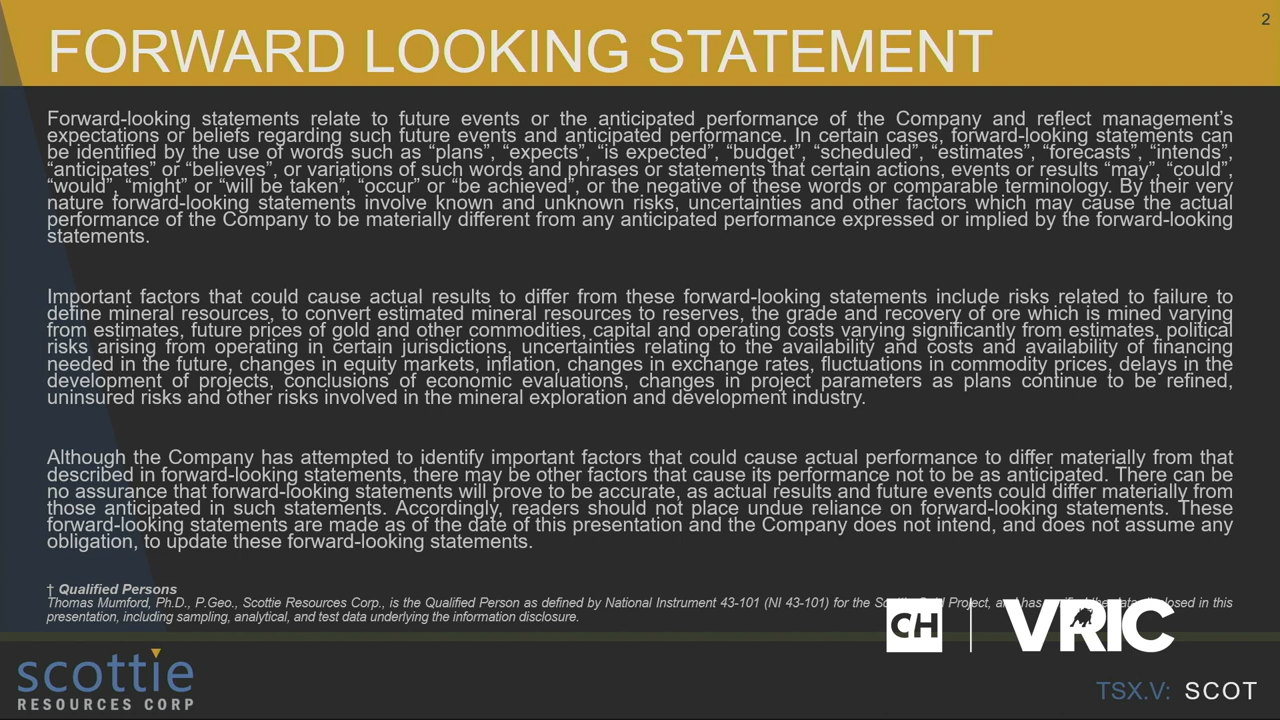 2
FORWARD LOOKING STATEMENT
Forward-looking statements relate to future events or the anticipated performance of the Company and reflect management’s
expectations or beliefs regarding such future events and anticipated performance. In certain cases, forward-looking statements can
be identified by the use of words such as “plans”, “expects”, “is expected”, “budget”, “scheduled”, “estimates”, “forecasts”, “intends”,
“anticipates” or “believes”, or variations of such words and phrases or statements that certain actions, events or results “may”, “could”,
“would”, “might” or “will be taken”, “occur” or “be achieved”, or the negative of these words or comparable terminology. By their very
nature forward-looking statements involve known and unknown risks, uncertainties and other factors which may cause the actual
performance of the Company to be materially different from any anticipated performance expressed or implied by the forward-looking
statements.
Important factors that could cause actual results to differ from these forward-looking statements include risks related to failure to
define mineral resources, to convert estimated mineral resources to reserves, the grade and recovery of ore which is mined varying
from estimates, future prices of gold and other commodities, capital and operating costs varying significantly from estimates, political
risks arising from operating in certain jurisdictions, uncertainties relating to the availability and costs and availability of financing
needed in the future, changes in equity markets, inflation, changes in exchange rates, fluctuations in commodity prices, delays in the
development of projects, conclusions of economic evaluations, changes in project parameters as plans continue to be refined,
uninsured risks and other risks involved in the mineral exploration and development industry.
Although the Company has attempted to identify important factors that could cause actual performance to differ materially from that
described in forward-looking statements, there may be other factors that cause its performance not to be as anticipated. There can be
no assurance that forward-looking statements will prove to be accurate, as actual results and future events could differ materially from
those anticipated in such statements. Accordingly, readers should not place undue reliance on forward-looking statements. These
forward-looking statements are made as of the date of this presentation and the Company does not intend, and does not assume any
obligation, to update these forward-looking statements.
† Qualified Persons
Thomas Mumford, Ph.D., P.Geo., Scottie Resources Corp., is the Qualified Person as defined by National Instrument 43-101 (NI 43-101) for the Project, and has in this
presentation, including sampling, analytical, and test data underlying the information disclosure.
CH VRIC
scottie
RESOURCES CORP
TSX.V: SCOT